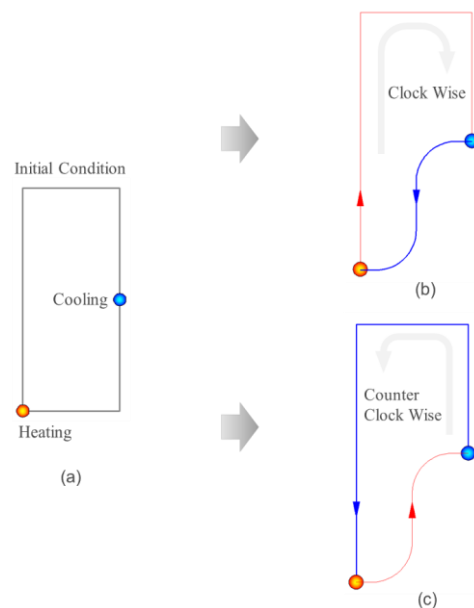 Initial Condition
Cooling
Heating
(a)
Clock Wise
(b)
Counter
Clock Wise
(c)